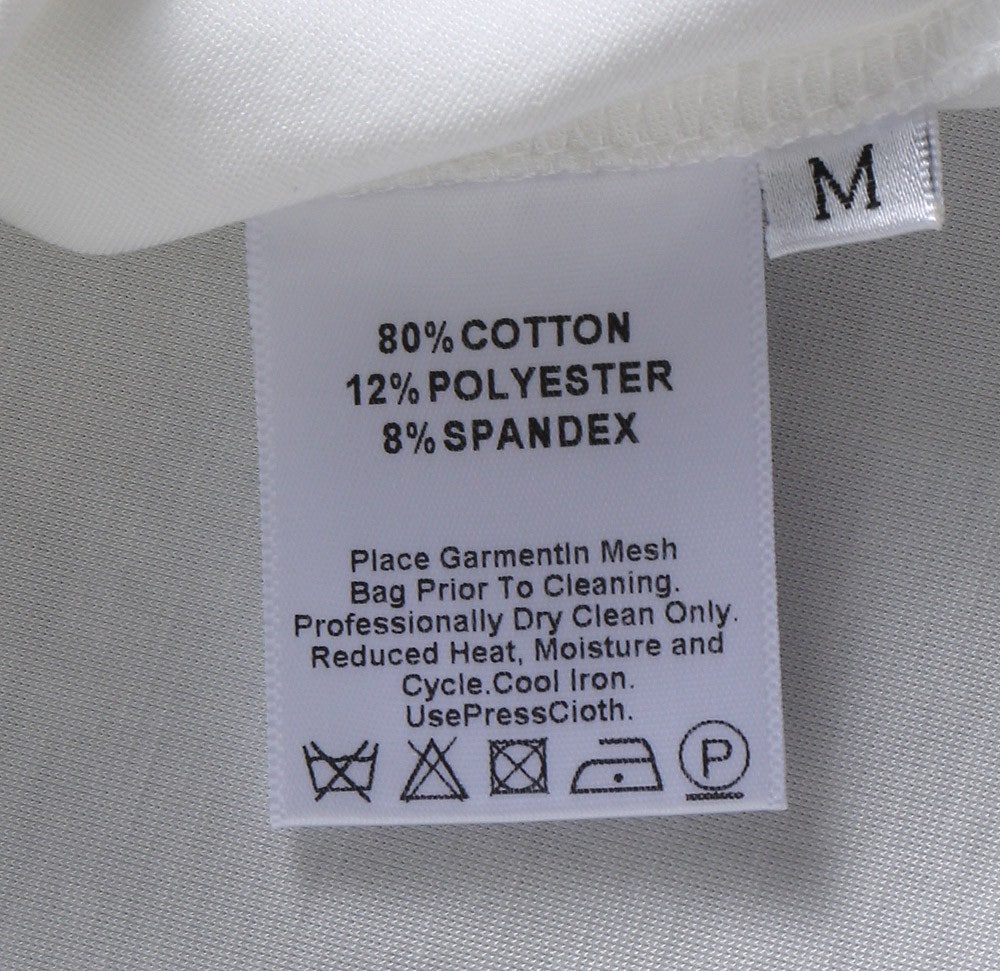 M
80% COTTON
12% POLYESTER
8% SPANDEX
Place GarmentIn Mesh
Bag Prior To Cleaning.
Professionally Dry Clean Only.
Reduced Heat, Moisture and
Cycle.Cool Iron.
UsePressCloth.
P